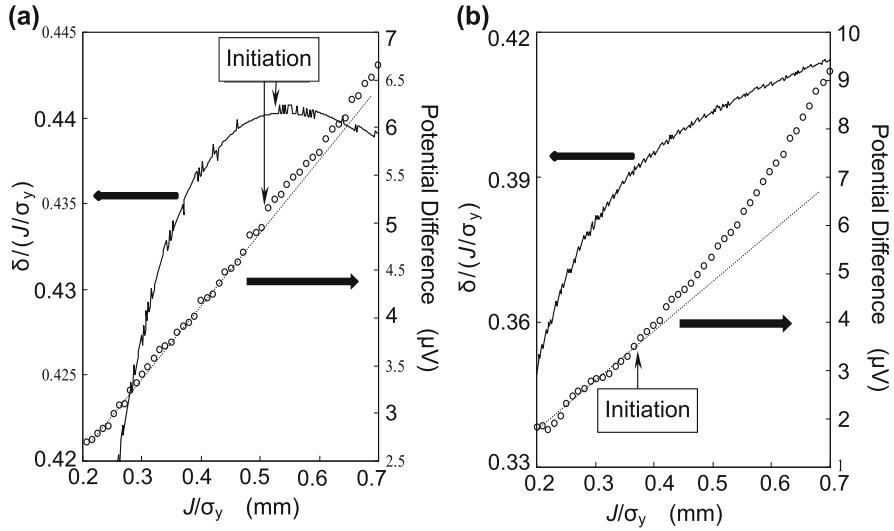 (a)
0.445
0.44
0.435
0.43
0.425
0.42
δ/(J/σy)
7
6.5
6
5.5
5
4.5
4
3.5
3
2.5
Potential Difference (μV)
Initiation
0.2 0.3 0.4 0.5 0.6 0.7
J/σy (mm)
(b)
0.42
0.39
0.36
0.33
δ/(J/σy)
10
9
8
7
6
5
4
3
2
1
Potential Difference (μV)
Initiation
0.2 0.3 0.4 0.5 0.6 0.7
J/σy (mm)